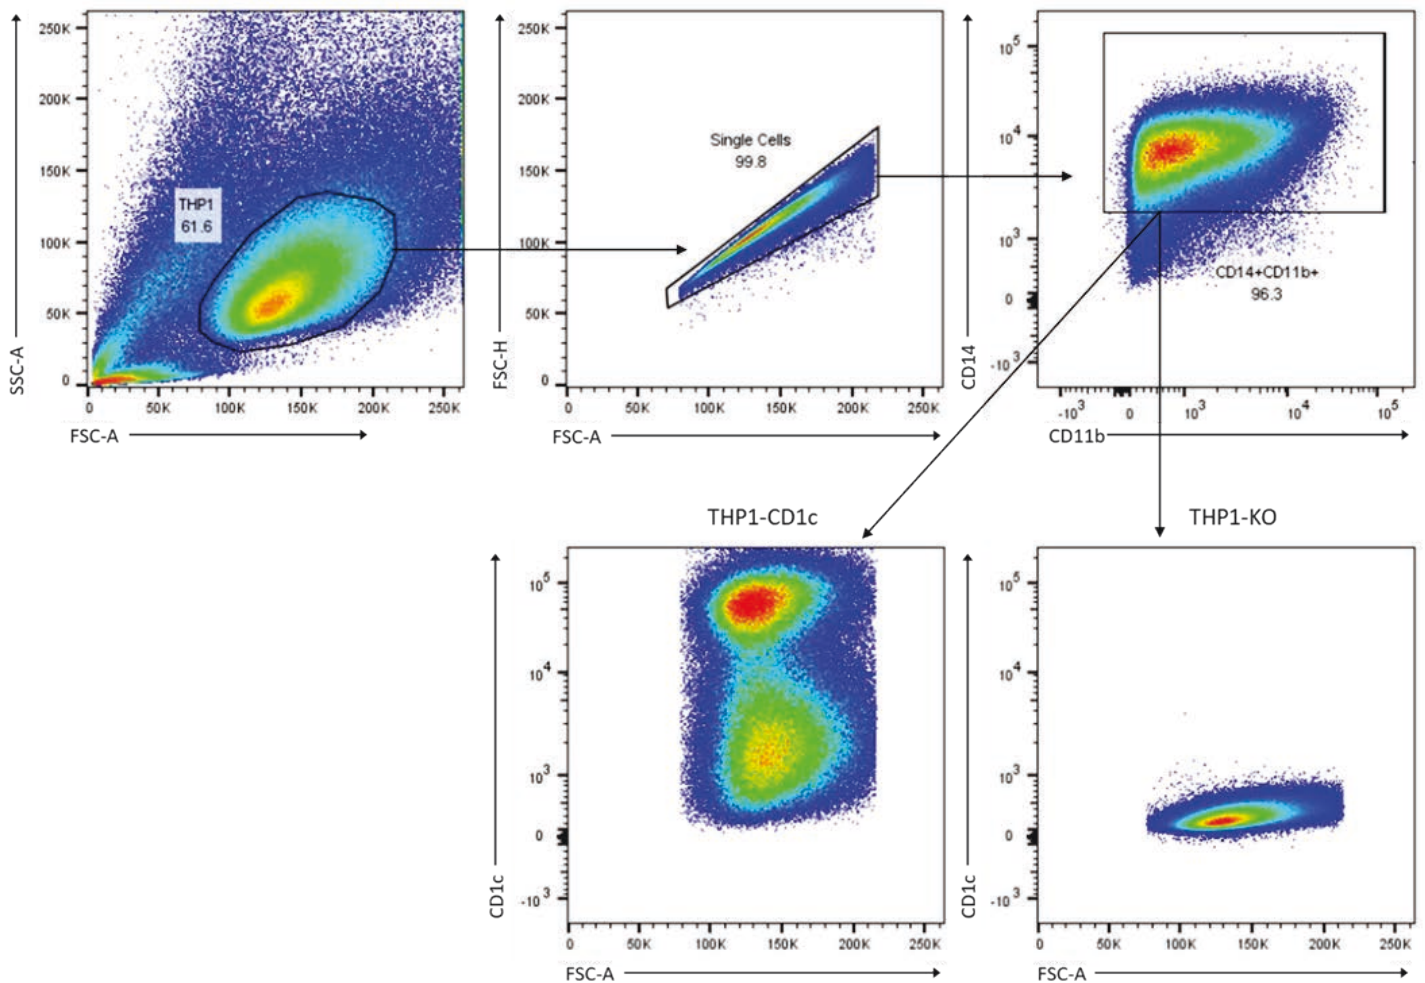 250K
200K
150K
100K
50K
0
SSC-A
THP1
61.6
0 50K 100K 150K 200K 250K
FSC-A
250K
200K
150K
100K
50K
0
FSC-H
Single Cells
99.8
0 50K 100K 150K 200K 250K
FSC-A
10^5
10^4
10^3
0
-10^3
CD14
CD14+CD11b+
96.3
-10^3 0 10^3 10^4 10^5
CD11b
THP1-CD1c
10^5
10^4
10^3
0
-10^3
CD1c
0 50K 100K 150K 200K 250K
FSC-A
THP1-KO
10^5
10^4
10^3
0
-10^3
CD1c
0 50K 100K 150K 200K 250K
FSC-A